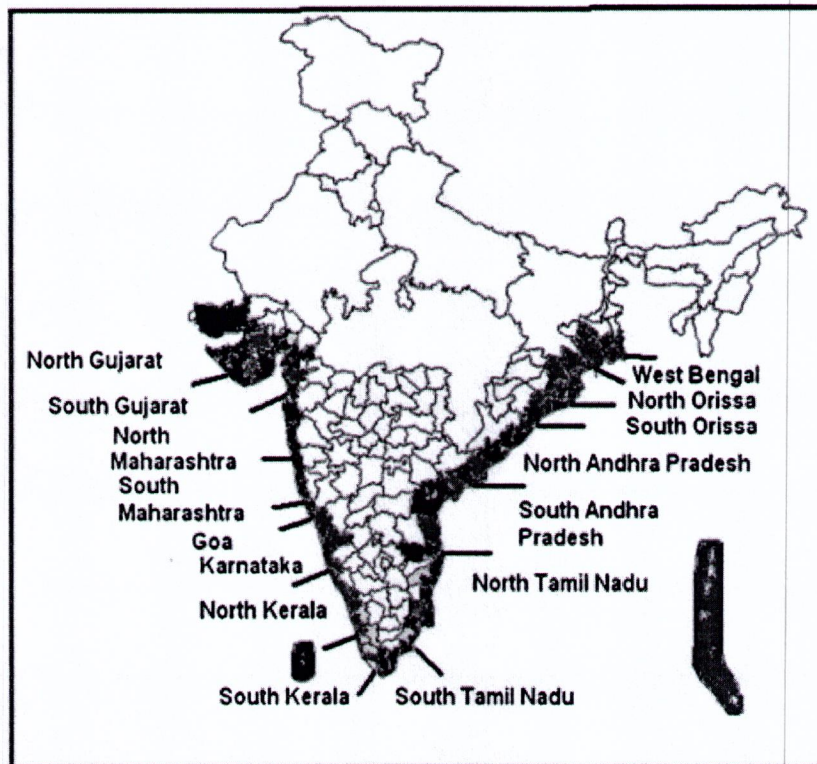 North Gujarat
South Gujarat
North
Maharashtra
South
Maharashtra
Goa
Karnataka
North Kerala
South Kerala
South Tamil Nadu
West Bengal
North Orissa
South Orissa
North Andhra Pradesh
South Andhra
Pradesh
North Tamil Nadu